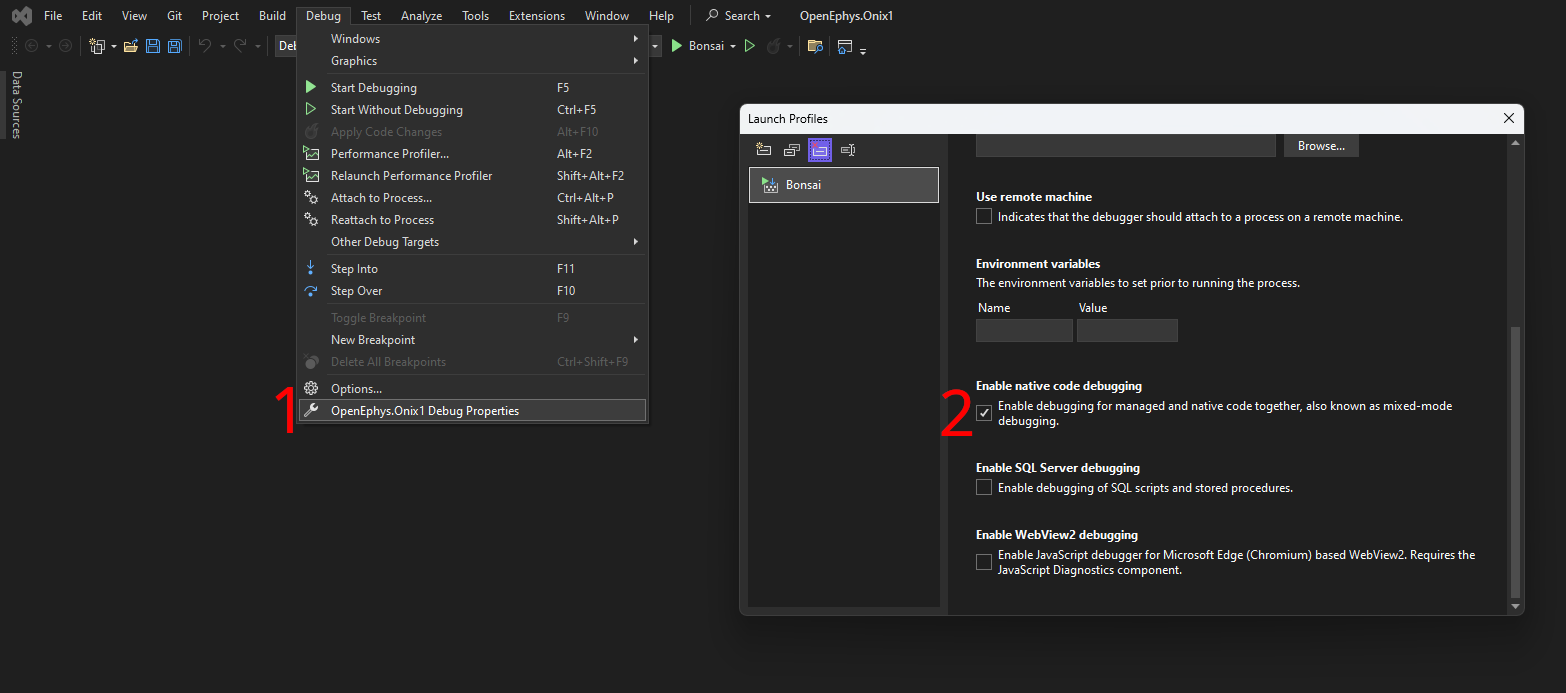 File Edit View Git Project Build Debug Test Analyze Tools Extensions Window Help Search OpenEphys.Onix1
Bonsai
Data Sources
Windows
Graphics
Start Debugging F5
Start Without Debugging Ctrl+F5
Apply Code Changes Alt+F10
Performance Profiler... Alt+F2
Relaunch Performance Profiler Shift+Alt+F2
Attach to Process... Ctrl+Alt+P
Reattach to Process Shift+Alt+P
Other Debug Targets
Step Into F11
Step Over F10
Toggle Breakpoint F9
New Breakpoint
Delete All Breakpoints Ctrl+Shift+F9
Options...
1 OpenEphys.Onix1 Debug Properties
Launch Profiles
Bonsai
Browse...
Use remote machine
Indicates that the debugger should attach to a process on a remote machine.
Environment variables
The environment variables to set prior to running the process.
Name Value
Enable native code debugging
2 Enable debugging for managed and native code together, also known as mixed-mode
debugging.
Enable SQL Server debugging
Enable debugging of SQL scripts and stored procedures.
Enable WebView2 debugging
Enable JavaScript debugger for Microsoft Edge (Chromium) based WebView2. Requires the
JavaScript Diagnostics component.